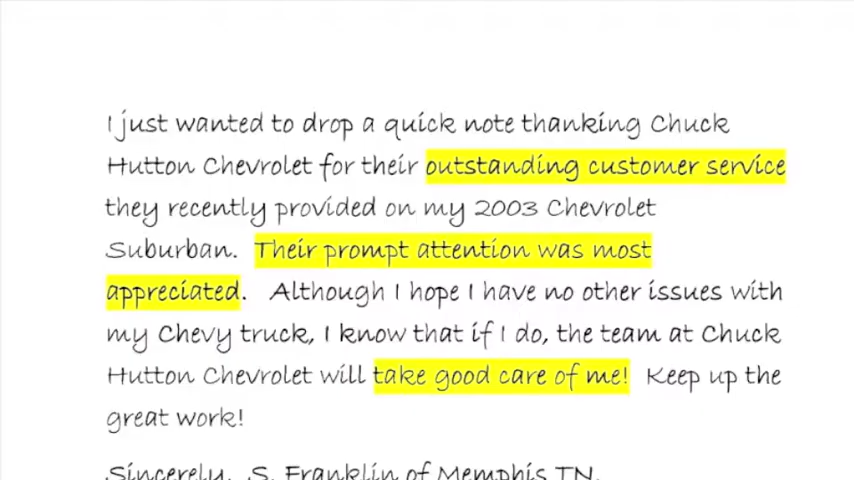 I just wanted to drop a quick note thanking Chuck
Hutton Chevrolet for their outstanding customer service
they recently provided on my 2003 Chevrolet
Suburban. Their prompt attention was most
appreciated. Although I hope I have no other issues with
my Chevy truck, I know that if I do, the team at Chuck
Hutton Chevrolet will take good care of me! Keep up the
great work!
Sincerely, S. Franklin of Memphis TN.